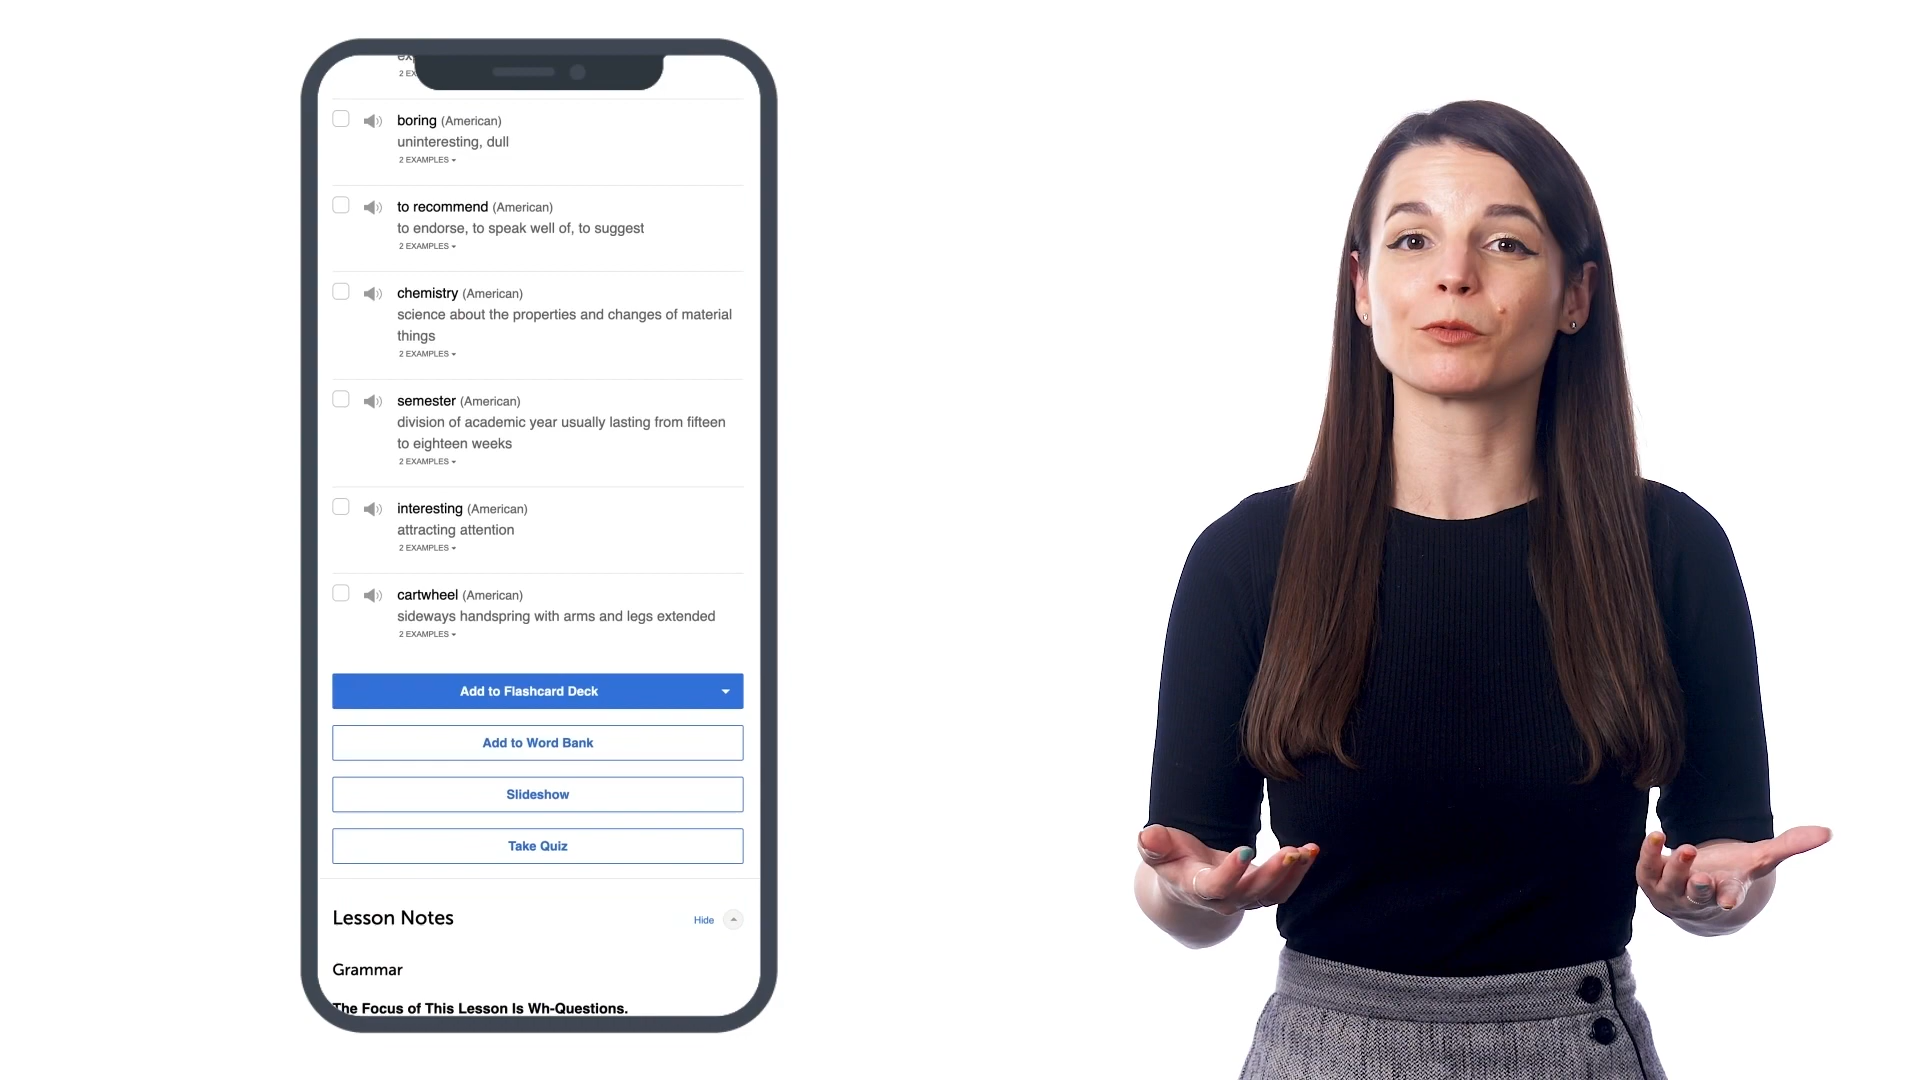 boring (American)
uninteresting, dull
2 EXAMPLES
to recommend (American)
to endorse, to speak well of, to suggest
2 EXAMPLES
chemistry (American)
science about the properties and changes of material
things
2 EXAMPLES
semester (American)
division of academic year usually lasting from fifteen
to eighteen weeks
2 EXAMPLES
interesting (American)
attracting attention
2 EXAMPLES
cartwheel (American)
sideways handspring with arms and legs extended
2 EXAMPLES
Add to Flashcard Deck
Add to Word Bank
Slideshow
Take Quiz
Lesson Notes
Hide
Grammar
The Focus of This Lesson Is Wh-Questions.